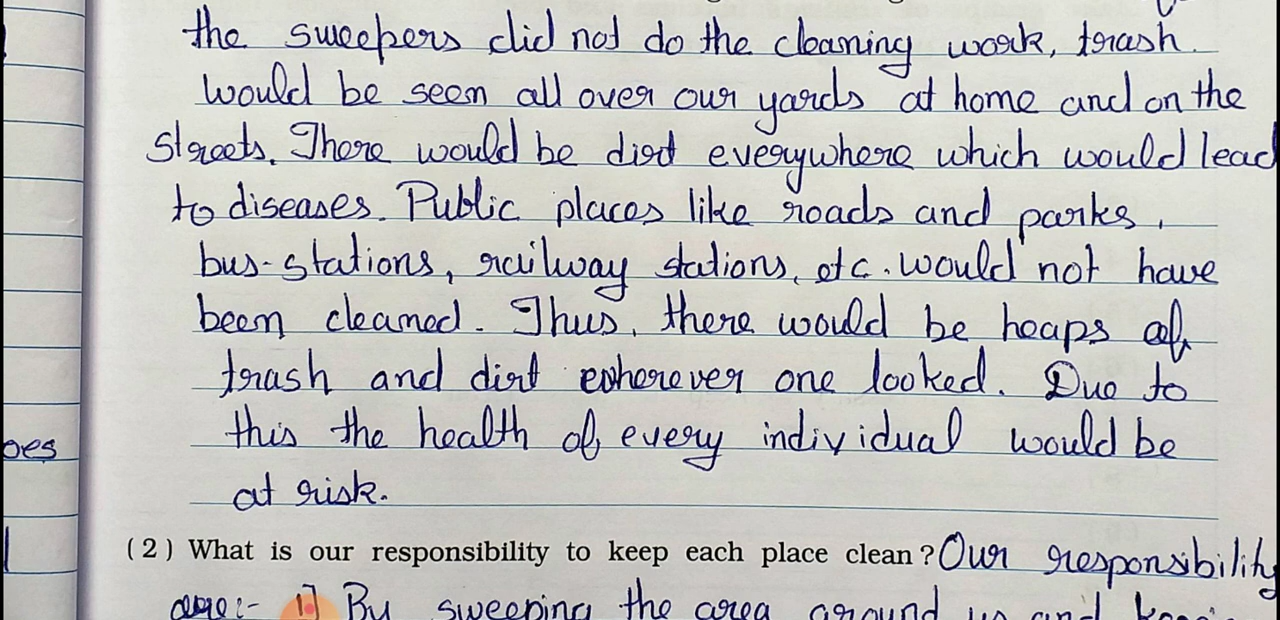 the sweepers did not do the cleaning work, trash
would be seen all over our yards at home and on the
streets. There would be dirt everywhere which would lead
to diseases. Public places like roads and parks,
bus-stations, railway stations, etc. would not have
been cleaned. Thus, there would be heaps of
trash and dirt wherever one looked. Due to
oes
this the health of every individual would be
at risk.
(2) What is our responsibility to keep each place clean? Our responsibility
are:- 1] By sweeping the area around us and